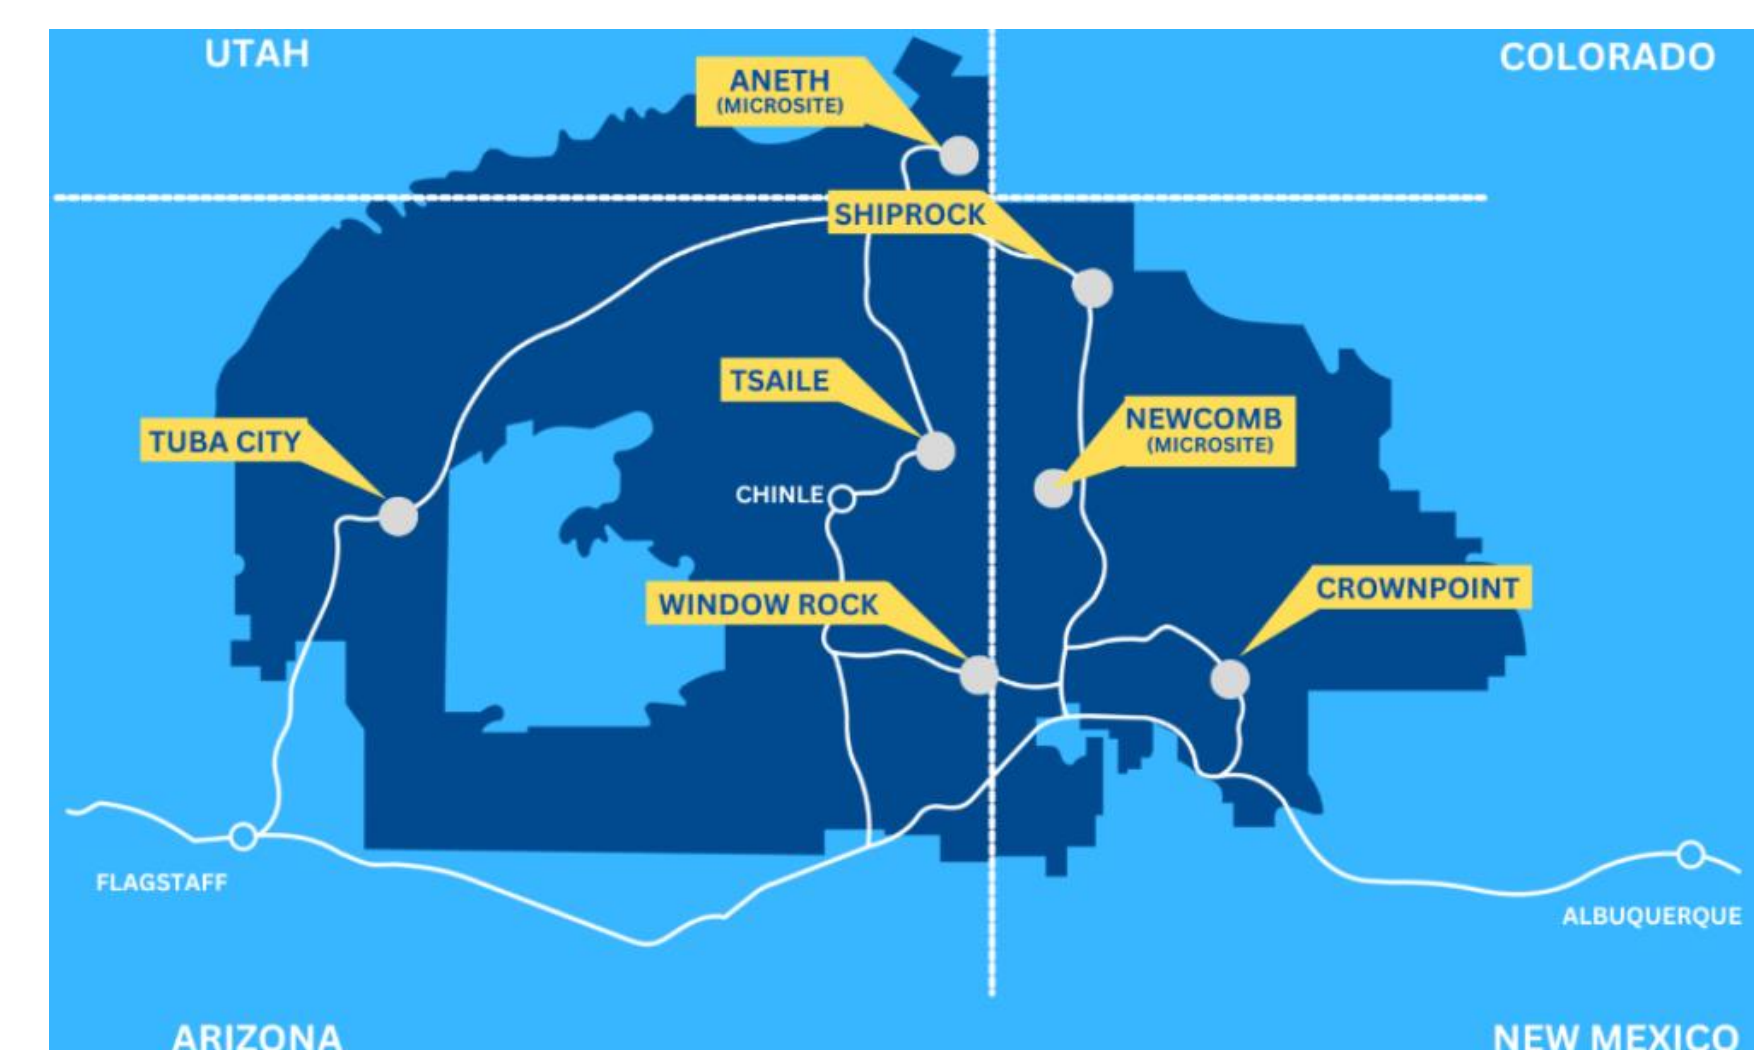 UTAH
COLORADO
ANETH
(MICROSITE)
SHIPROCK
TSAILE
NEWCOMB
(MICROSITE)
TUBA CITY
CHINLE
WINDOW ROCK
CROWNPOINT
FLAGSTAFF
ALBUQUERQUE
ARIZONA
NEW MEXICO